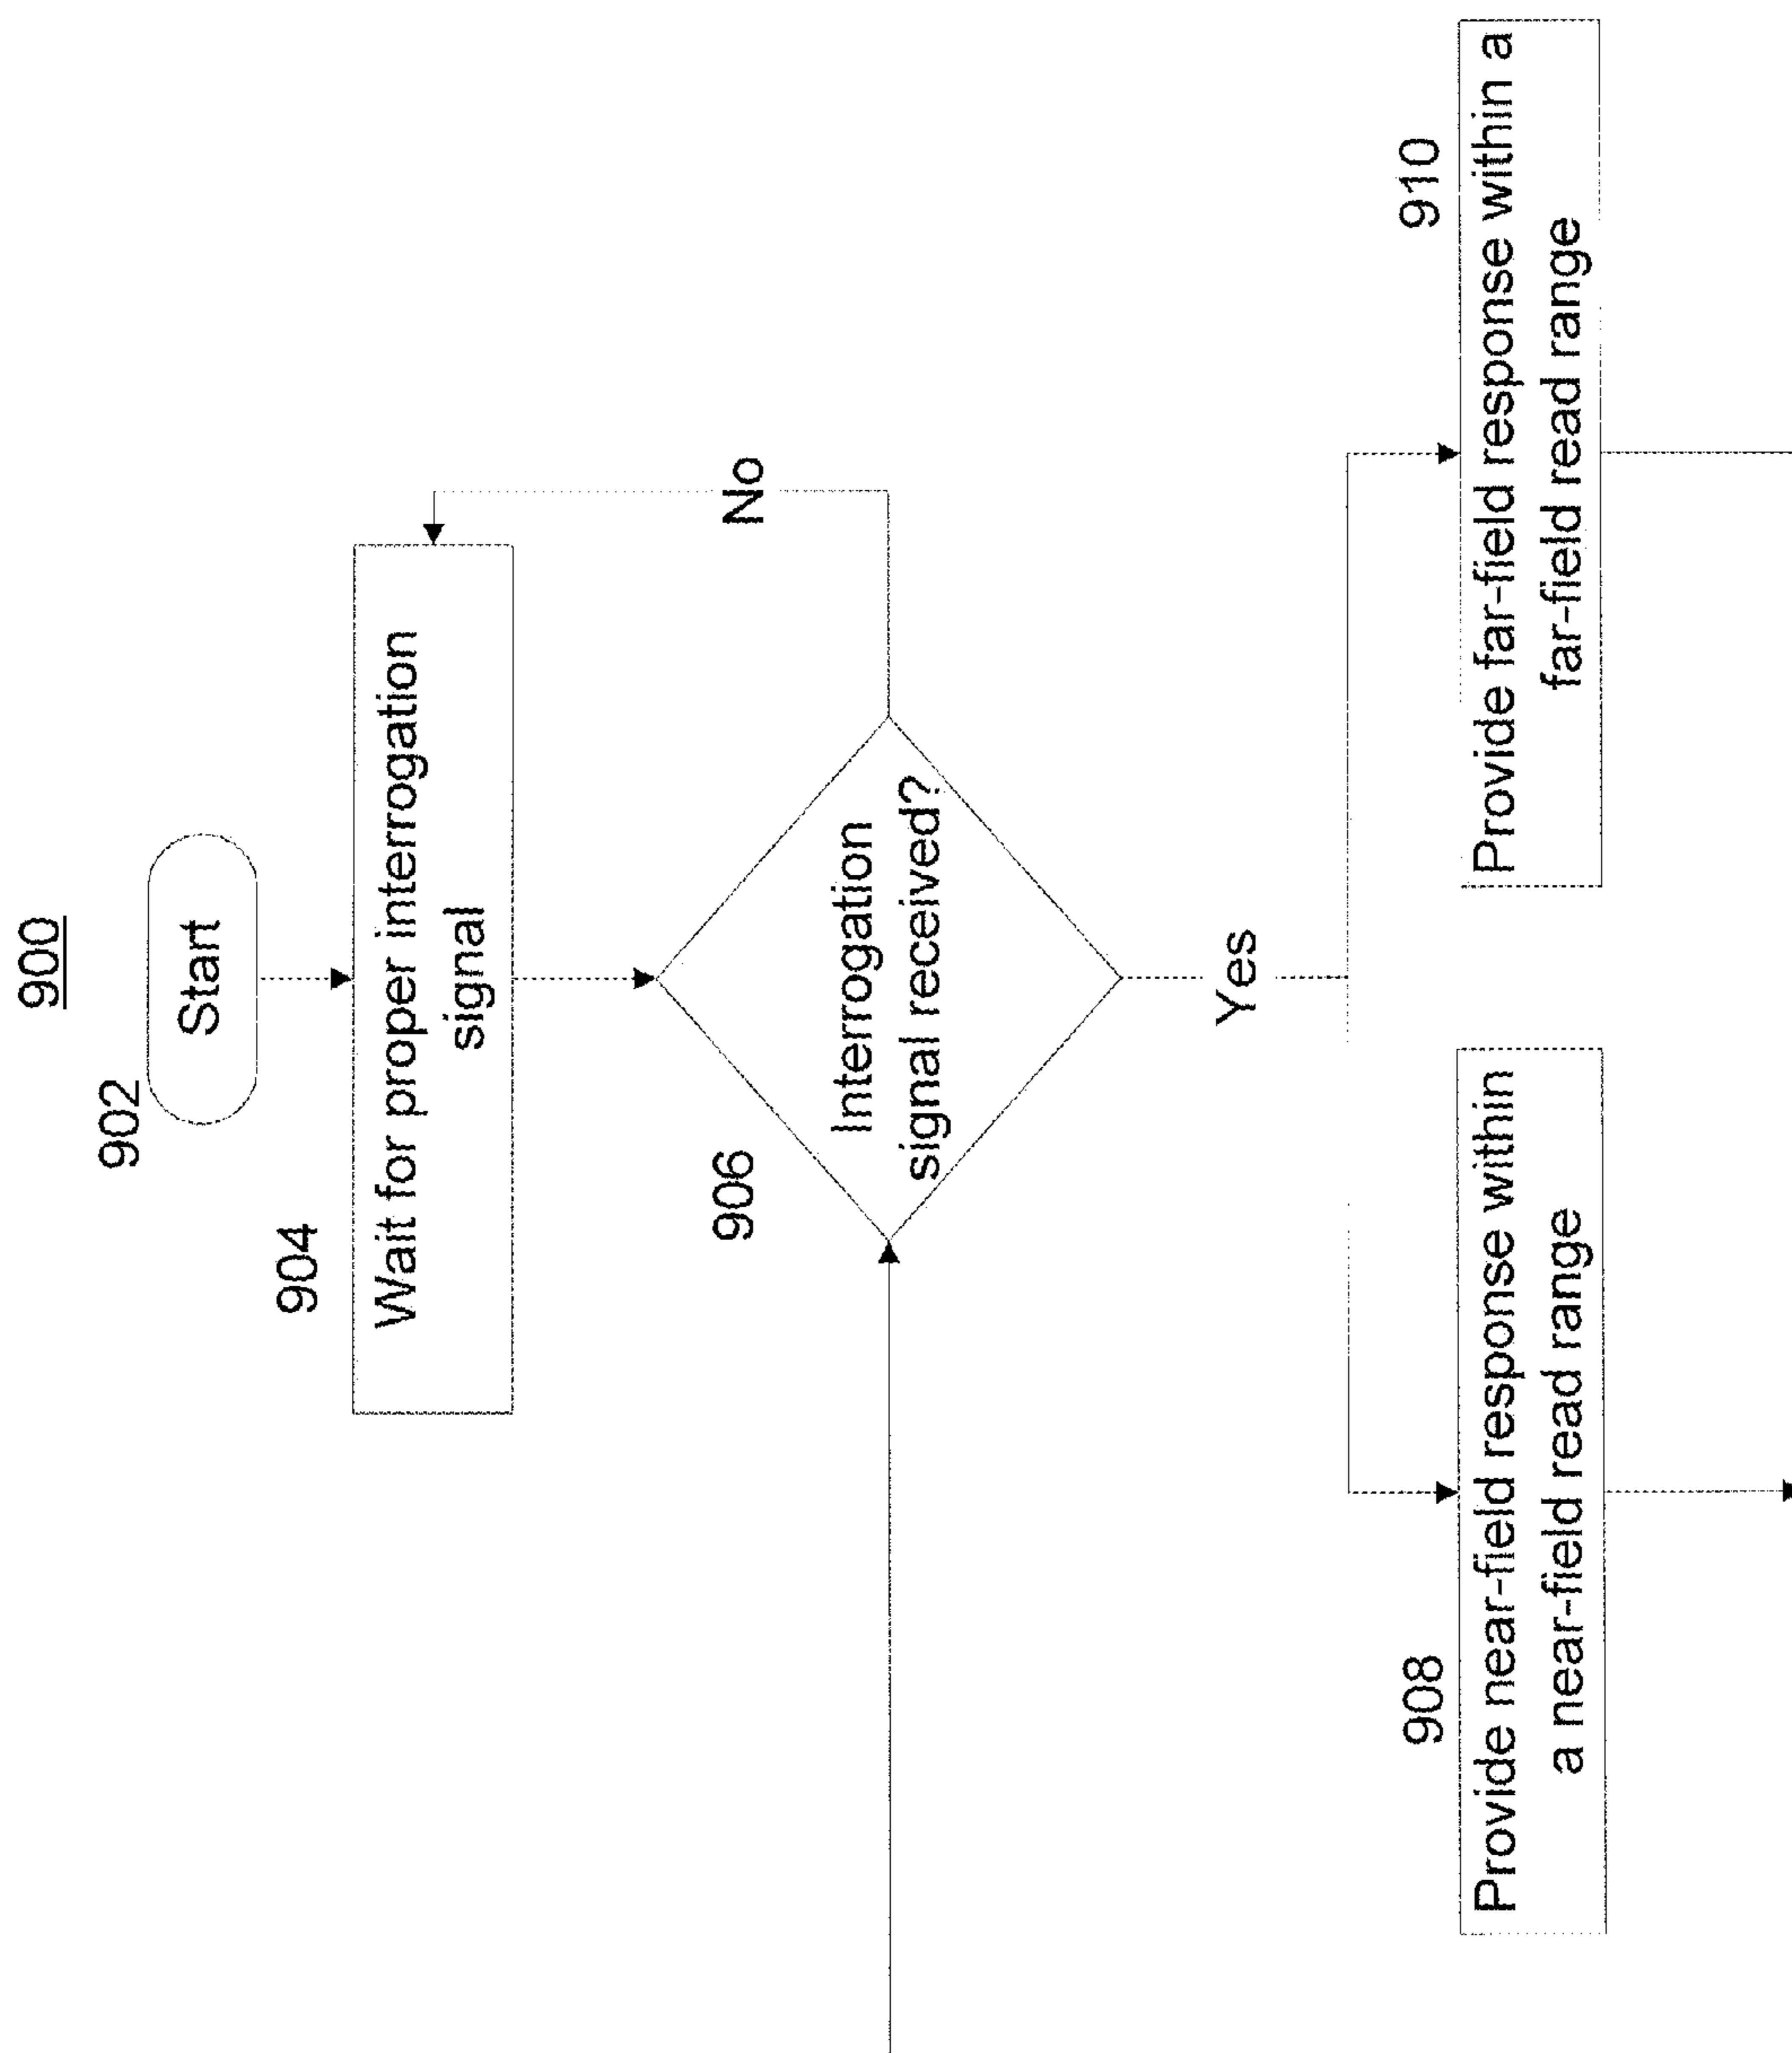 900
902
Start
904
Wait for proper interrogation
signal
906
Interrogation
signal received?
No
Yes
908
Provide near-field response within
a near-field read range
910
Provide far-field response within a
far-field read range